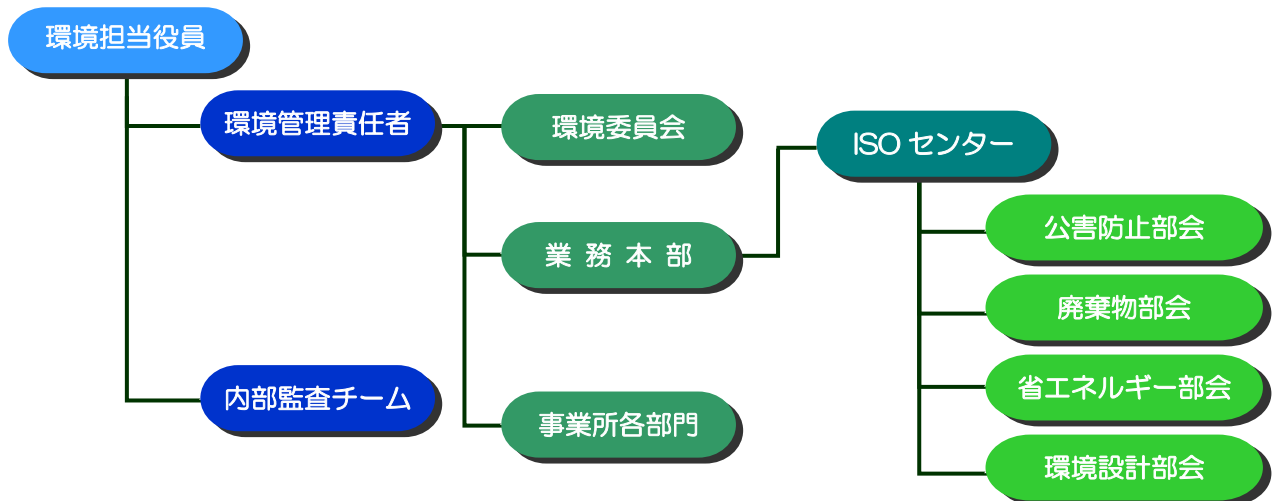 環境担当役員
環境管理責任者
環境委員会
ISO センター
公害防止部会
業 務 本 部
廃棄物部会
内部監査チーム
省エネルギー部会
事業所各部門
環境設計部会